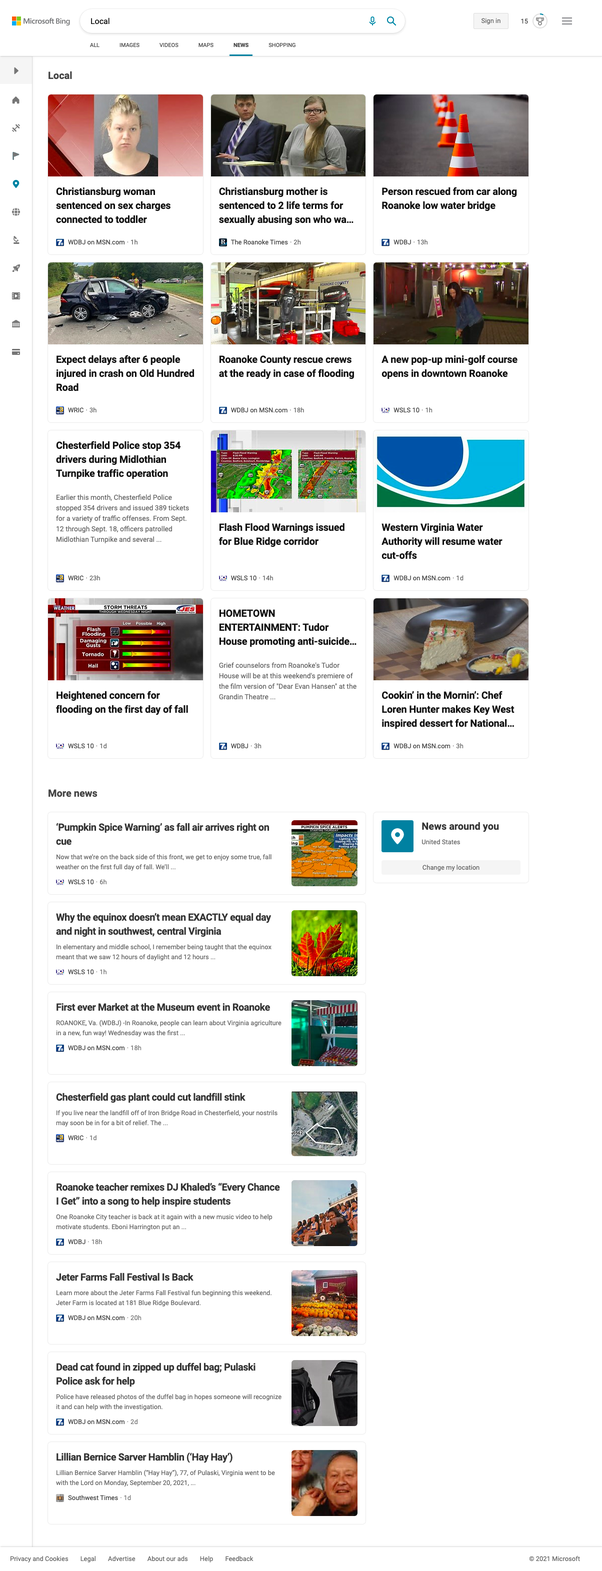 Microsoft Bing
Local
Sign in
15
ALL IMAGES VIDEOS MAPS NEWS SHOPPING
Local
Christiansburg woman
sentenced on sex charges
connected to toddler
WDBJ on MSN.com · 1h
Christiansburg mother is
sentenced to 2 life terms for
sexually abusing son who wa...
The Roanoke Times · 2h
Person rescued from car along
Roanoke low water bridge
WDBJ · 13h
Expect delays after 6 people
injured in crash on Old Hundred
Road
WRIC · 3h
Roanoke County rescue crews
at the ready in case of flooding
WDBJ on MSN.com · 18h
A new pop-up mini-golf course
opens in downtown Roanoke
WSLS 10 · 1h
Chesterfield Police stop 354
drivers during Midlothian
Turnpike traffic operation
Earlier this month, Chesterfield Police
stopped 354 drivers and issued 389 tickets
for a variety of traffic offenses. From Sept.
12 through Sept. 18, officers patrolled
Midlothian Turnpike and several ...
WRIC · 23h
Flash Flood Warnings issued
for Blue Ridge corridor
WSLS 10 · 14h
Western Virginia Water
Authority will resume water
cut-offs
WDBJ on MSN.com · 1d
WEATHER STORM THREATS
Low Possible High
Flash
Flooding
Damaging
Gusts
Tornado
Hail
Heightened concern for
flooding on the first day of fall
WSLS 10 · 1d
HOMETOWN
ENTERTAINMENT: Tudor
House promoting anti-suicide...
Grief counselors from Roanoke's Tudor
House will be at this weekend's premiere of
the film version of "Dear Evan Hansen" at the
Grandin Theatre ...
WDBJ · 3h
Cookin' in the Mornin': Chef
Loren Hunter makes Key West
inspired dessert for National...
WDBJ on MSN.com · 3h
More news
'Pumpkin Spice Warning' as fall air arrives right on
cue
Now that we're on the back side of this front, we get to enjoy some true, fall
weather on the first full day of fall. We'll ...
WSLS 10 · 6h
PUMPKIN SPICE ALERTS
News around you
United States
Change my location
Why the equinox doesn't mean EXACTLY equal day
and night in southwest, central Virginia
In elementary and middle school, I remember being taught that the equinox
meant that we saw 12 hours of daylight and 12 hours ...
WSLS 10 · 1h
First ever Market at the Museum event in Roanoke
ROANOKE, Va. (WDBJ) -In Roanoke, people can learn about Virginia agriculture
in a new, fun way! Wednesday was the first ...
WDBJ on MSN.com · 18h
Chesterfield gas plant could cut landfill stink
If you live near the landfill off of Iron Bridge Road in Chesterfield, your nostrils
may soon be in for a bit of relief. The ...
WRIC · 1d
Roanoke teacher remixes DJ Khaled's "Every Chance
I Get" into a song to help inspire students
One Roanoke City teacher is back at it again with a new music video to help
motivate students. Eboni Harrington put an ...
WDBJ · 18h
Jeter Farms Fall Festival Is Back
Learn more about the Jeter Farms Fall Festival fun beginning this weekend.
Jeter Farm is located at 181 Blue Ridge Boulevard.
WDBJ on MSN.com · 20h
Dead cat found in zipped up duffel bag; Pulaski
Police ask for help
Police have released photos of the duffel bag in hopes someone will recognize
it and can help with the investigation.
WDBJ on MSN.com · 2d
Lillian Bernice Sarver Hamblin ('Hay Hay')
Lillian Bernice Sarver Hamblin ("Hay Hay"), 77, of Pulaski, Virginia went to be
with the Lord on Monday, September 20, 2021, ...
Southwest Times · 1d
Privacy and Cookies Legal Advertise About our ads Help Feedback © 2021 Microsoft